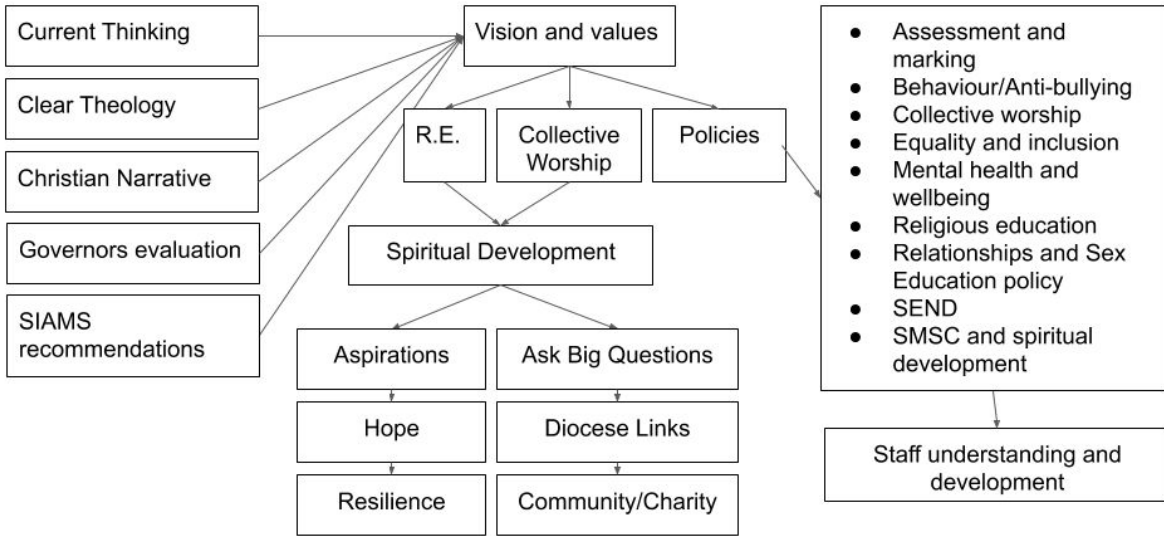 Current Thinking
Clear Theology
Christian Narrative
Governors evaluation
SIAMS
recommendations
Vision and values
R.E.
Collective
Worship
Policies
Spiritual Development
Aspirations
Hope
Resilience
Ask Big Questions
Diocese Links
Community/Charity
● Assessment and
marking
● Behaviour/Anti-bullying
● Collective worship
● Equality and inclusion
● Mental health and
wellbeing
● Religious education
● Relationships and Sex
Education policy
● SEND
● SMSC and spiritual
development
Staff understanding and
development